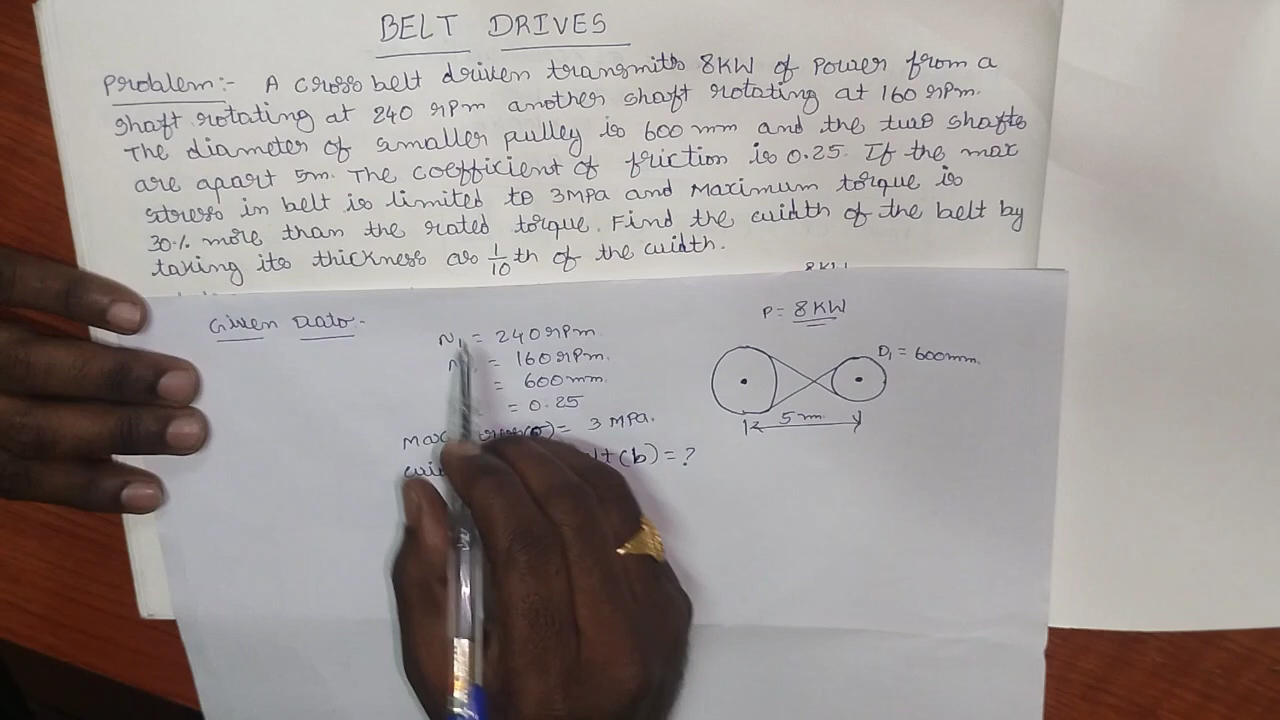 BELT DRIVES
Problem:- A cross belt driven transmits 8KW of Power from a
shaft rotating at 240 rpm another shaft rotating at 160 rpm.
The diameter of smaller pulley is 600 mm and the two shafts
are apart 5m. The coefficient of friction is 0.25. If the max
stress in belt is limited to 3MPa and Maximum torque is
30% more than the rated torque. Find the width of the belt by
taking its thickness as 1/10 th of the width.
Given Data:-
P = 8KW
N1 = 240 rpm
= 160 rpm.
= 600mm.
= 0.25
Max (σ) = 3 MPa.
(b) = ?
D1 = 600mm.
5m